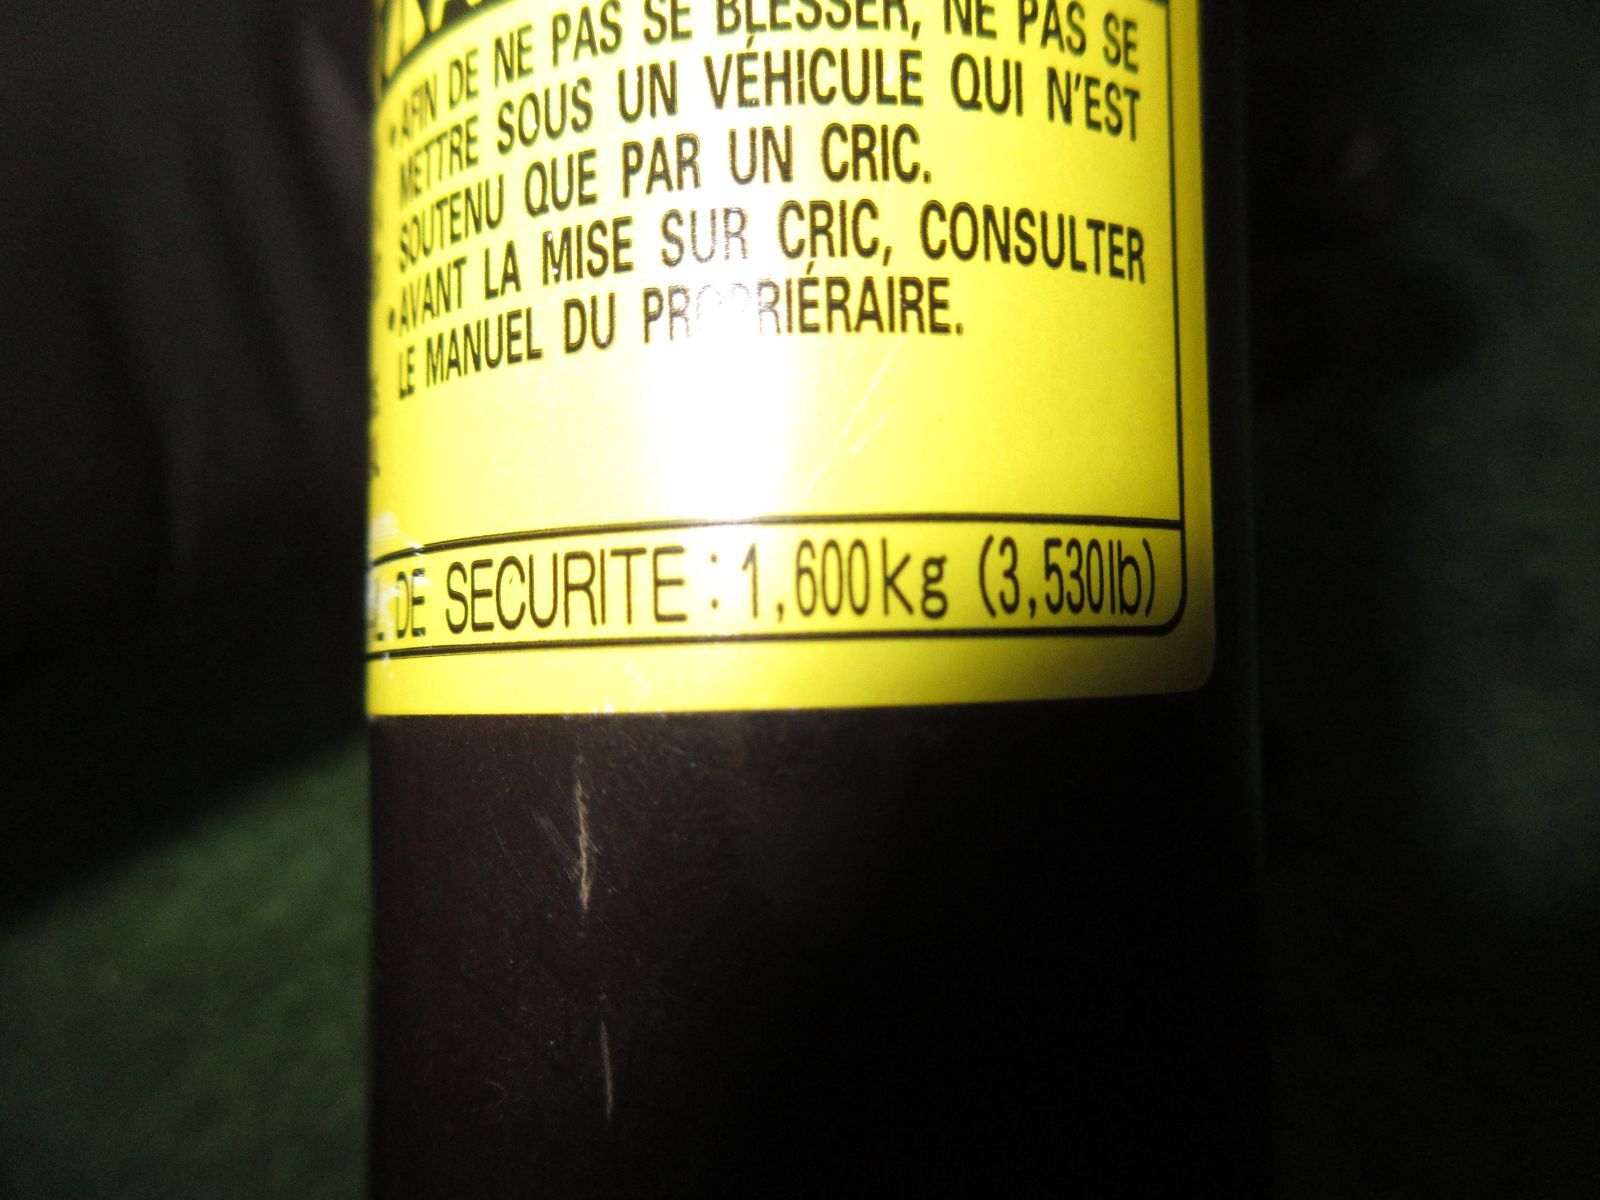 • AFIN DE NE PAS SE BLESSER, NE PAS SE
METTRE SOUS UN VÉHICULE QUI N'EST
SOUTENU QUE PAR UN CRIC.
• AVANT LA MISE SUR CRIC, CONSULTER
LE MANUEL DU PROPRIÉRAIRE.
DE SECURITE : 1,600kg (3,530lb)